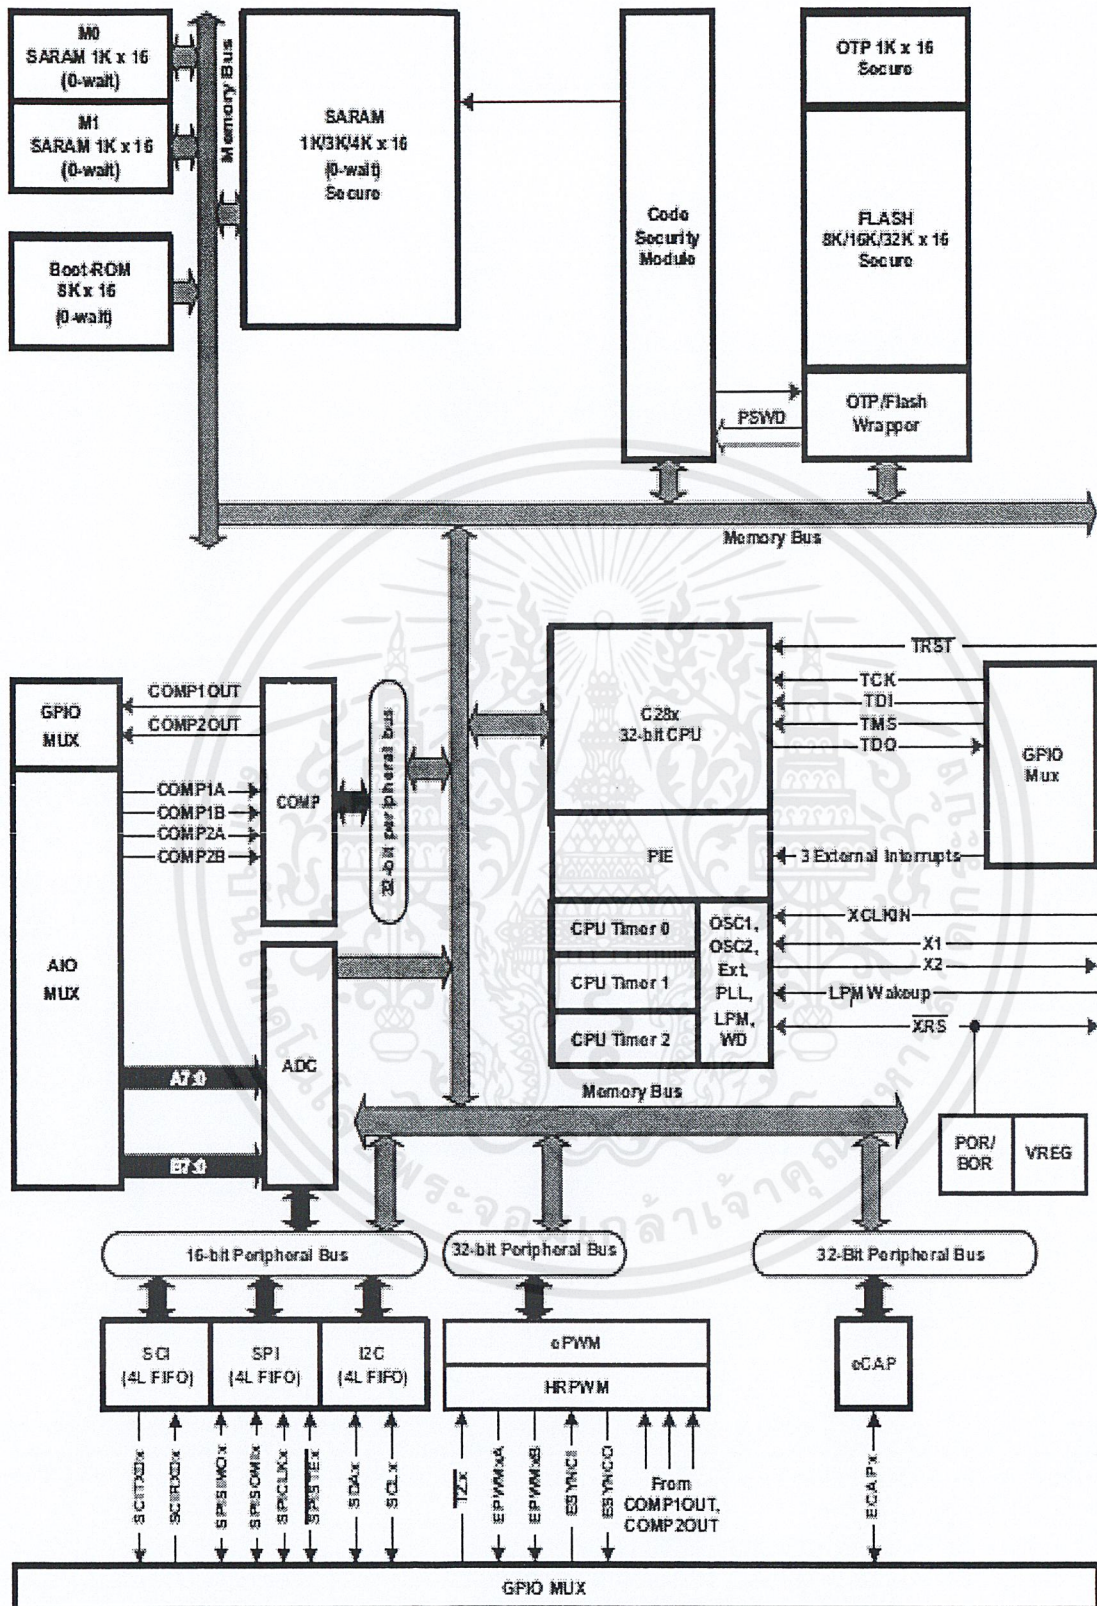 M0
SARAM 1K x 16
(0-wait)
M1
SARAM 1K x 16
(0-wait)
Boot-ROM
8K x 16
(0-wait)
Memory Bus
SARAM
1K/3K/4K x 16
(0-wait)
Secure
Code
Security
Module
OTP 1K x 16
Secure
FLASH
8K/16K/32K x 16
Secure
OTP/Flash
Wrapper
PSWD
Memory Bus
GPIO
MUX
AIO
MUX
COMP1OUT
COMP2OUT
COMP1A
COMP1B
COMP2A
COMP2B
COMP
32-bit peripheral bus
A7:0
B7:0
ADC
C28x
32-bit CPU
PIE
CPU Timer 0
CPU Timer 1
CPU Timer 2
OSC1,
OSC2,
Ext,
PLL,
LPM,
WD
TRST
TCK
TDI
TMS
TDO
GPIO
Mux
3 External Interrupts
XCLKIN
X1
X2
LPM Wakeup
XRS
POR/
BOR
VREG
Memory Bus
16-bit Peripheral Bus
32-bit Peripheral Bus
32-Bit Peripheral Bus
SCI
(4L FIFO)
SPI
(4L FIFO)
I2C
(4L FIFO)
ePWM
HRPWM
eCAP
SCITXDx
SCIRXDx
SPISIMOx
SPISOMIx
SPICLKx
SPISTEx
SDAx
SCLx
TZx
EPWMxA
EPWMxB
ESYNCI
ESYNCO
From
COMP1OUT,
COMP2OUT
ECAPx
GPIO MUX